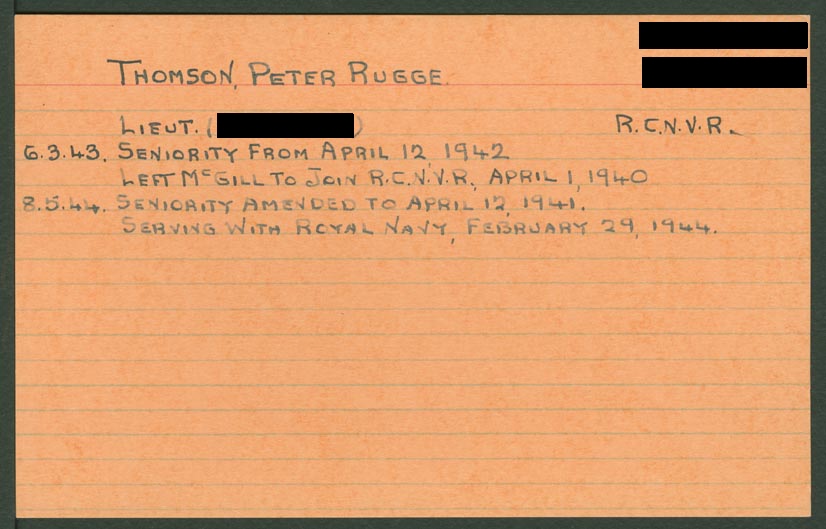 THOMSON, PETER RUGGE.
LIEUT. ( ) R.C.N.V.R.
6.3.43. SENIORITY FROM APRIL 12, 1942
LEFT McGILL TO JOIN R.C.N.V.R, APRIL 1, 1940
8.5.44. SENIORITY AMENDED TO APRIL 12, 1941.
SERVING WITH ROYAL NAVY, FEBRUARY 29, 1944.